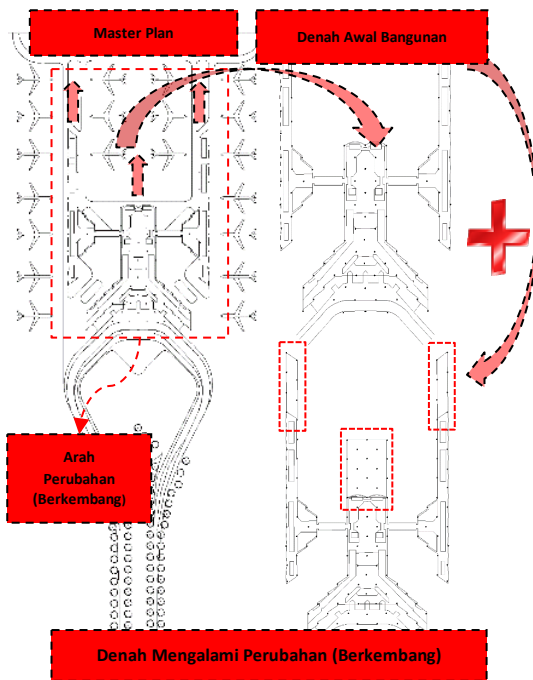 Master Plan
Denah Awal Bangunan
Arah
Perubahan
(Berkembang)
Denah Mengalami Perubahan (Berkembang)